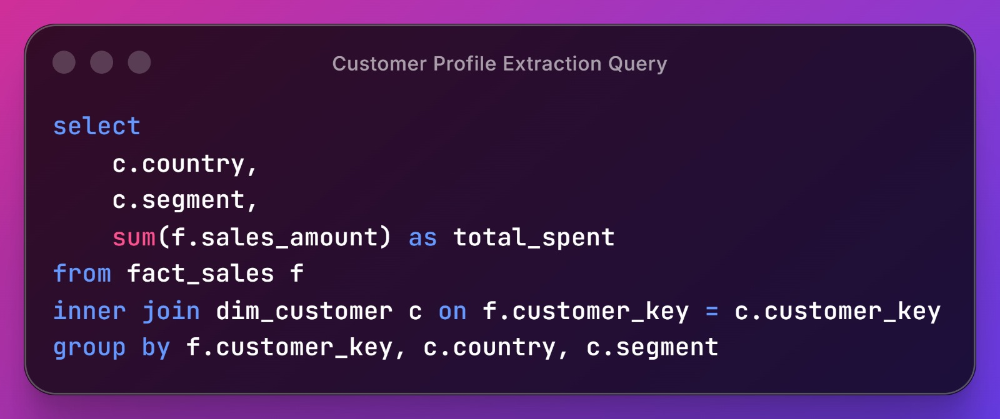 Customer Profile Extraction Query
select
    c.country,
    c.segment,
    sum(f.sales_amount) as total_spent
from fact_sales f
inner join dim_customer c on f.customer_key = c.customer_key
group by f.customer_key, c.country, c.segment